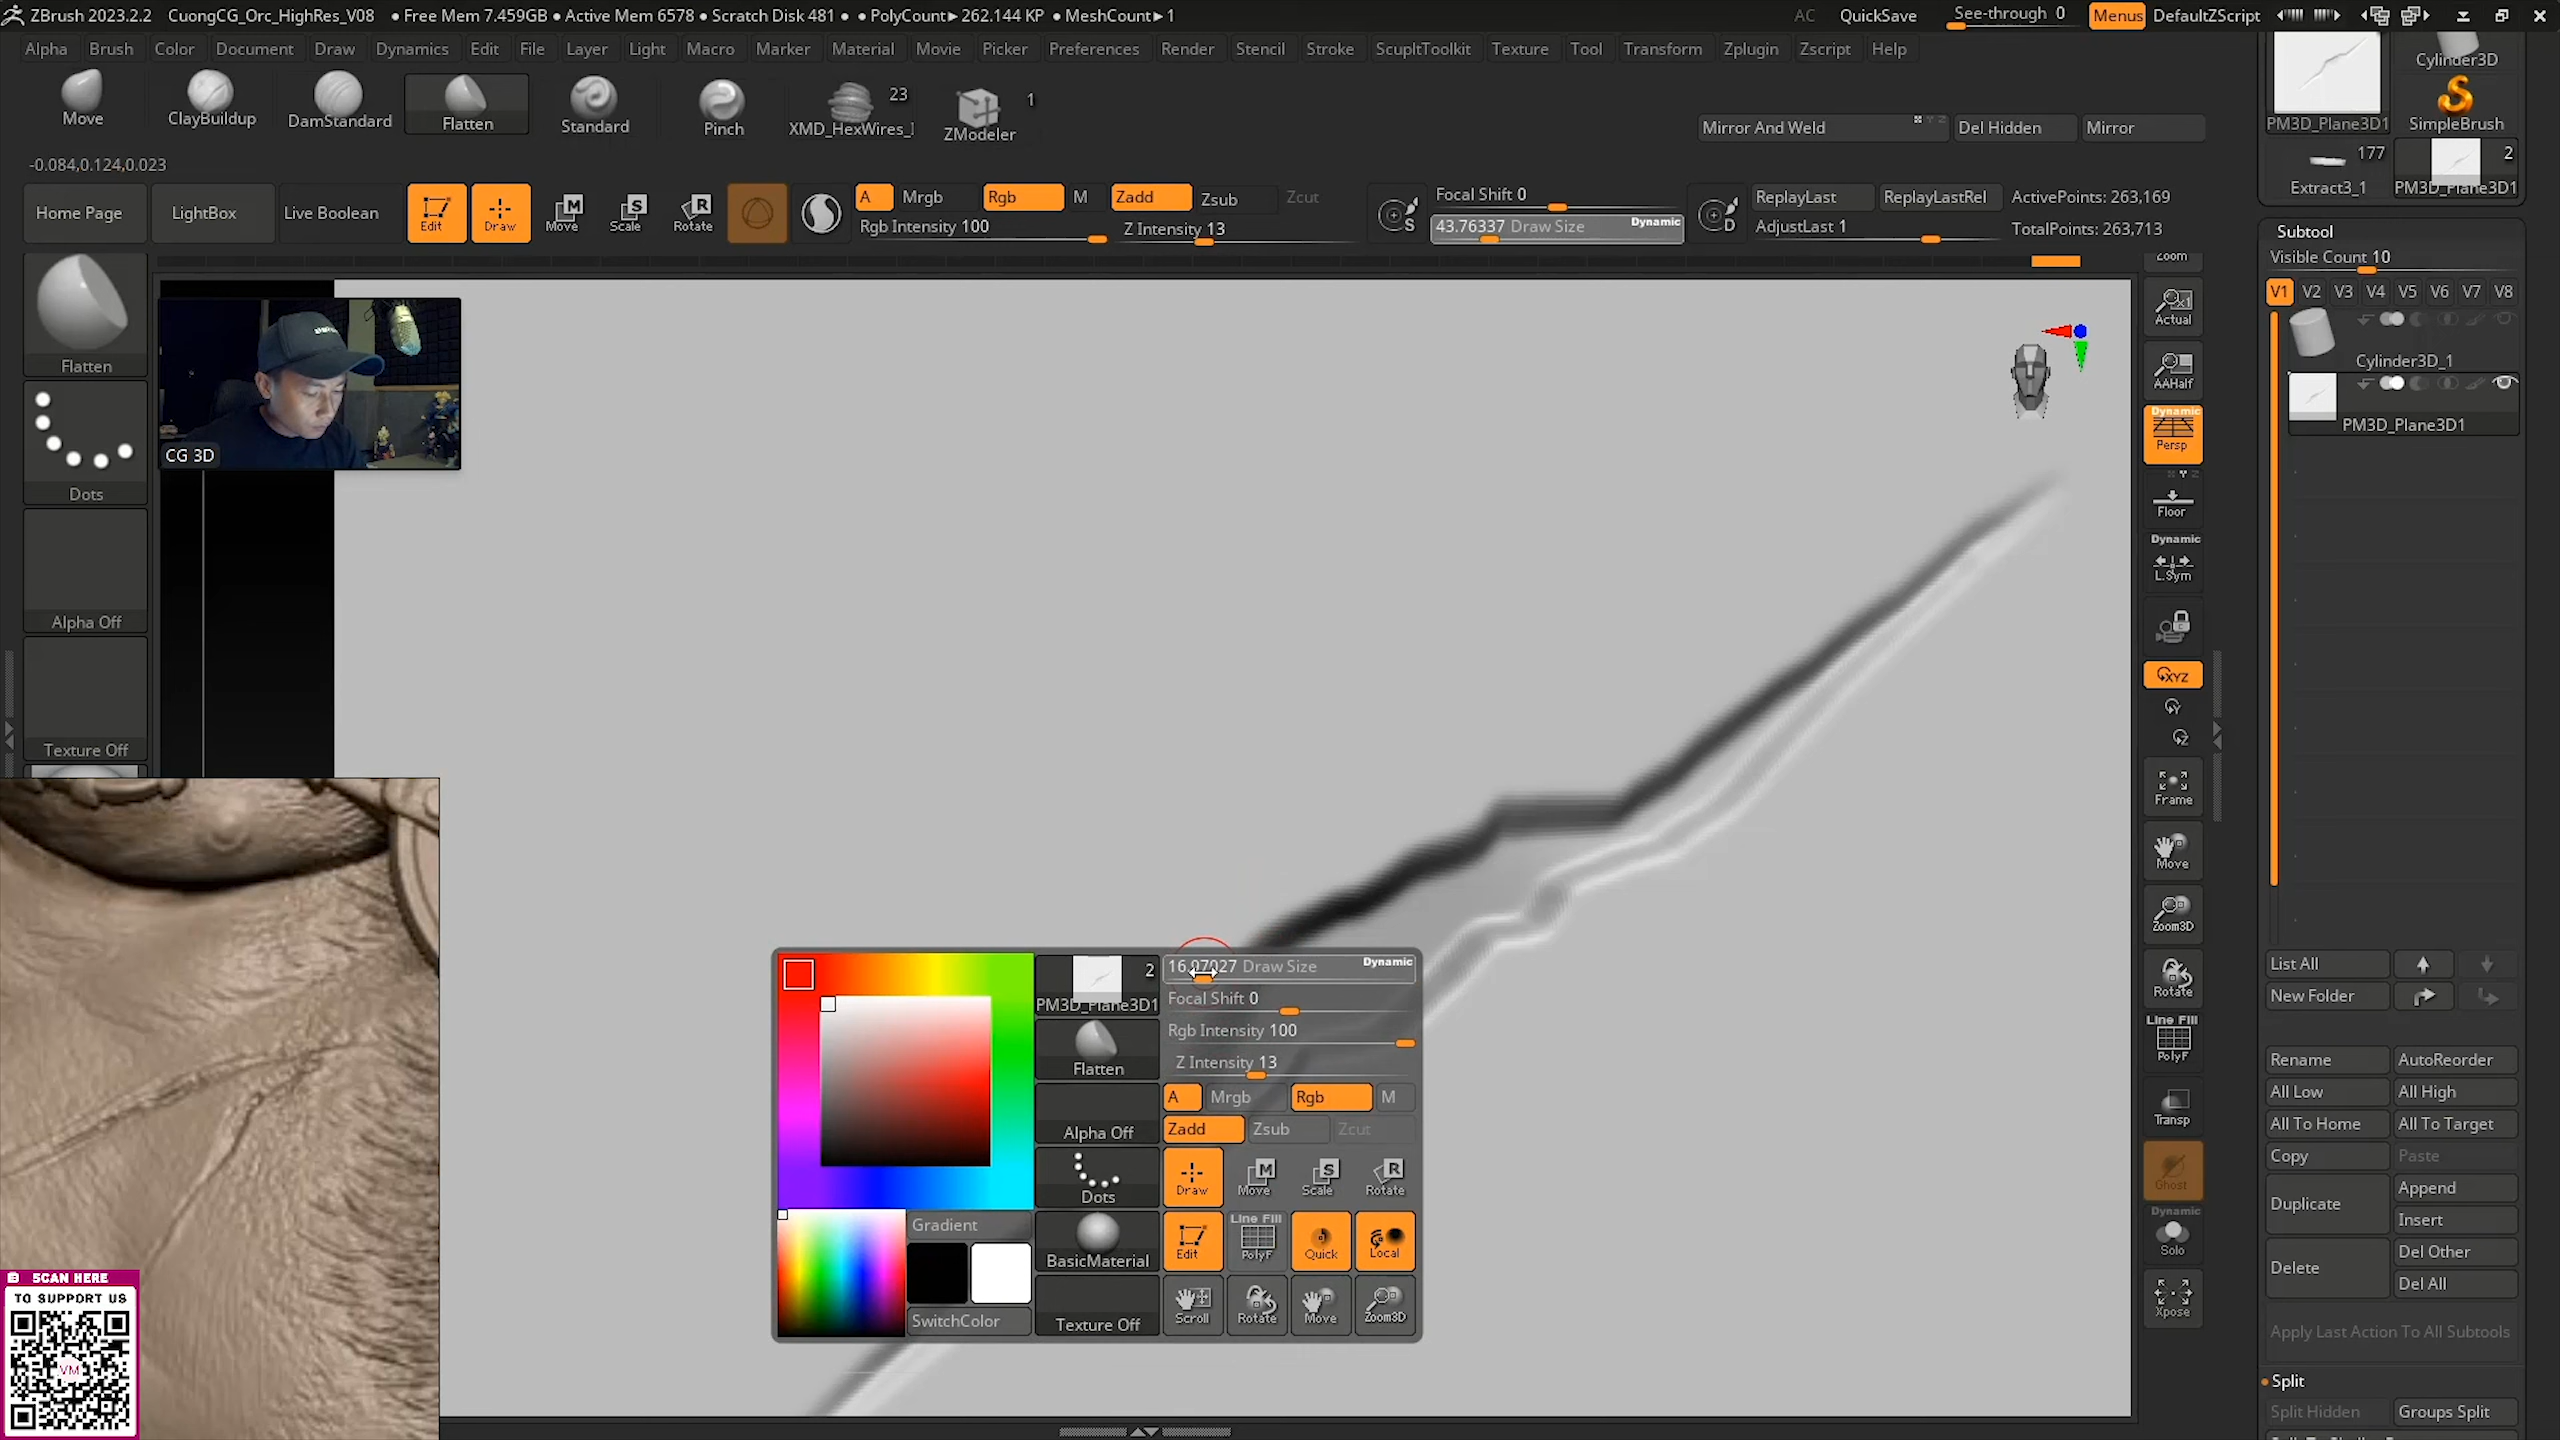 ZBrush 2023.2.2 CuongCG_Orc_HighRes_V08 ● Free Mem 7.459GB ● Active Mem 6578 ● Scratch Disk 481 ● ● PolyCount► 262.144 KP ● MeshCount►1 AC QuickSave See-through 0 Menus DefaultZScript
Alpha Brush Color Document Draw Dynamics Edit File Layer Light Macro Marker Material Movie Picker Preferences Render Stencil Stroke ScupltToolkit Texture Tool Transform Zplugin Zscript Help
Move ClayBuildup DamStandard Flatten Standard Pinch XMD_HexWires_ 23 ZModeler 1
Mirror And Weld Del Hidden Mirror
-0.084,0.124,0.023
Home Page LightBox Live Boolean Edit Draw Move Scale Rotate
A Mrgb Rgb M Zadd Zsub Zcut
Rgb Intensity 100 Z Intensity 13
Focal Shift 0
43.76337 Draw Size Dynamic
S D
ReplayLast ReplayLastRel ActivePoints: 263,169
AdjustLast 1 TotalPoints: 263,713
Flatten
Dots
Alpha Off
Texture Off
CG 3D
SCAN HERE
TO SUPPORT US
VM
PM3D_Plane3D1 2
Flatten
Alpha Off
Dots
BasicMaterial
Texture Off
Gradient
SwitchColor
Draw Size Dynamic
Focal Shift 0
Rgb Intensity 100
Z Intensity 13
A Mrgb Rgb M
Zadd Zsub Zcut
Draw Move Scale Rotate
Edit Line Fill PolyF Quick Local
Scroll Rotate Move Zoom3D
Zoom
Actual
AAHalf
Dynamic
Persp
Floor
Dynamic
L.Sym
XYZ
Y
Z
Frame
Move
Zoom3D
Rotate
Line Fill
PolyF
Transp
Ghost
Dynamic
Solo
Xpose
Cylinder3D
PM3D_Plane3D1 SimpleBrush
177 2
Extract3_1 PM3D_Plane3D1
Subtool
Visible Count 10
V1 V2 V3 V4 V5 V6 V7 V8
Cylinder3D_1
PM3D_Plane3D1
List All
New Folder
Rename AutoReorder
All Low All High
All To Home All To Target
Copy Paste
Duplicate Append
Insert
Delete Del Other
Del All
Apply Last Action To All Subtools
Split
Split Hidden Groups Split